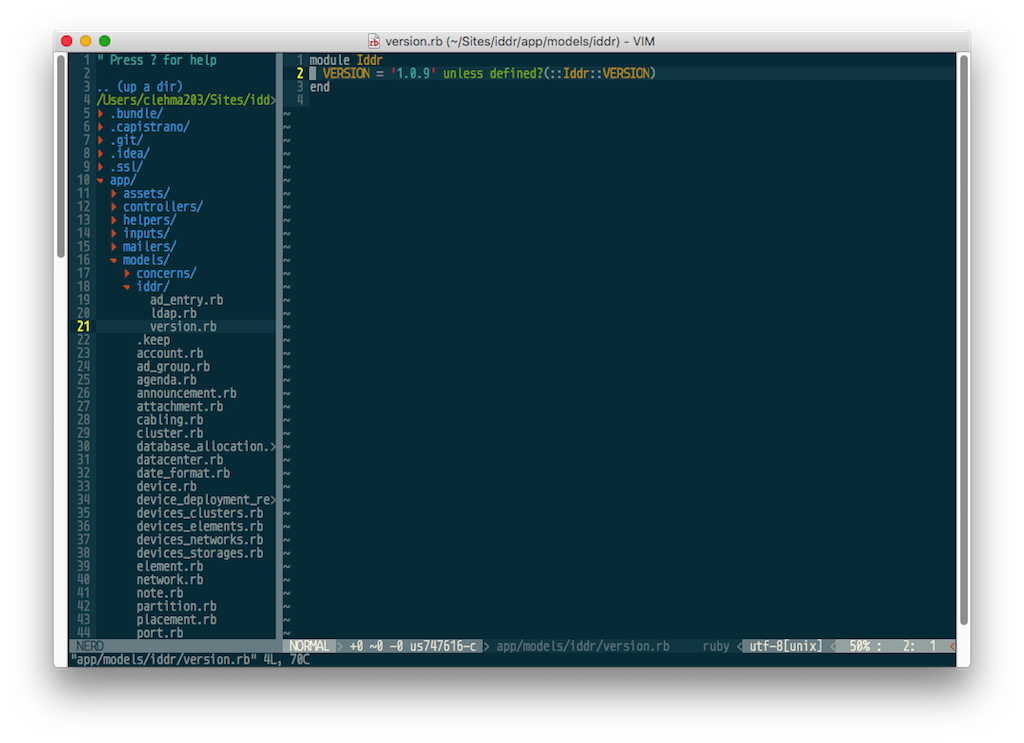 version.rb (~/Sites/iddr/app/models/iddr) - VIM
1 " Press ? for help
2
3 .. (up a dir)
4 /Users/clehma203/Sites/idd>
5 ▸ .bundle/
6 ▸ .capistrano/
7 ▸ .git/
8 ▸ .idea/
9 ▸ .ssl/
10 ▾ app/
11 ▸ assets/
12 ▸ controllers/
13 ▸ helpers/
14 ▸ inputs/
15 ▸ mailers/
16 ▾ models/
17 ▸ concerns/
18 ▾ iddr/
19 ad_entry.rb
20 ldap.rb
21 version.rb
22 .keep
23 account.rb
24 ad_group.rb
25 agenda.rb
26 announcement.rb
27 attachment.rb
28 cabling.rb
29 cluster.rb
30 database_allocation.>
31 datacenter.rb
32 date_format.rb
33 device.rb
34 device_deployment_re>
35 devices_clusters.rb
36 devices_elements.rb
37 devices_networks.rb
38 devices_storages.rb
39 element.rb
40 network.rb
41 note.rb
42 partition.rb
43 placement.rb
44 port.rb
NERD
1 module Iddr
2 VERSION = '1.0.9' unless defined?(::Iddr::VERSION)
3 end
4
NORMAL > +0 ~0 -0 us747616-c > app/models/iddr/version.rb ruby < utf-8[unix] < 50% : 2: 1 <
"app/models/iddr/version.rb" 4L, 70C